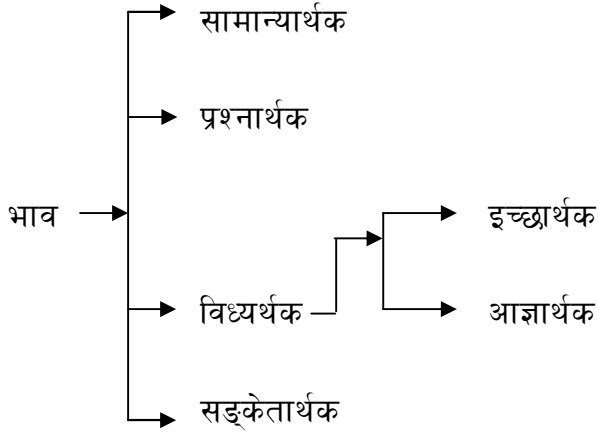 सामान्यार्थक
प्रश्नार्थक
भाव
इच्छार्थक
विध्यर्थक
आज्ञार्थक
सङ्केतार्थक